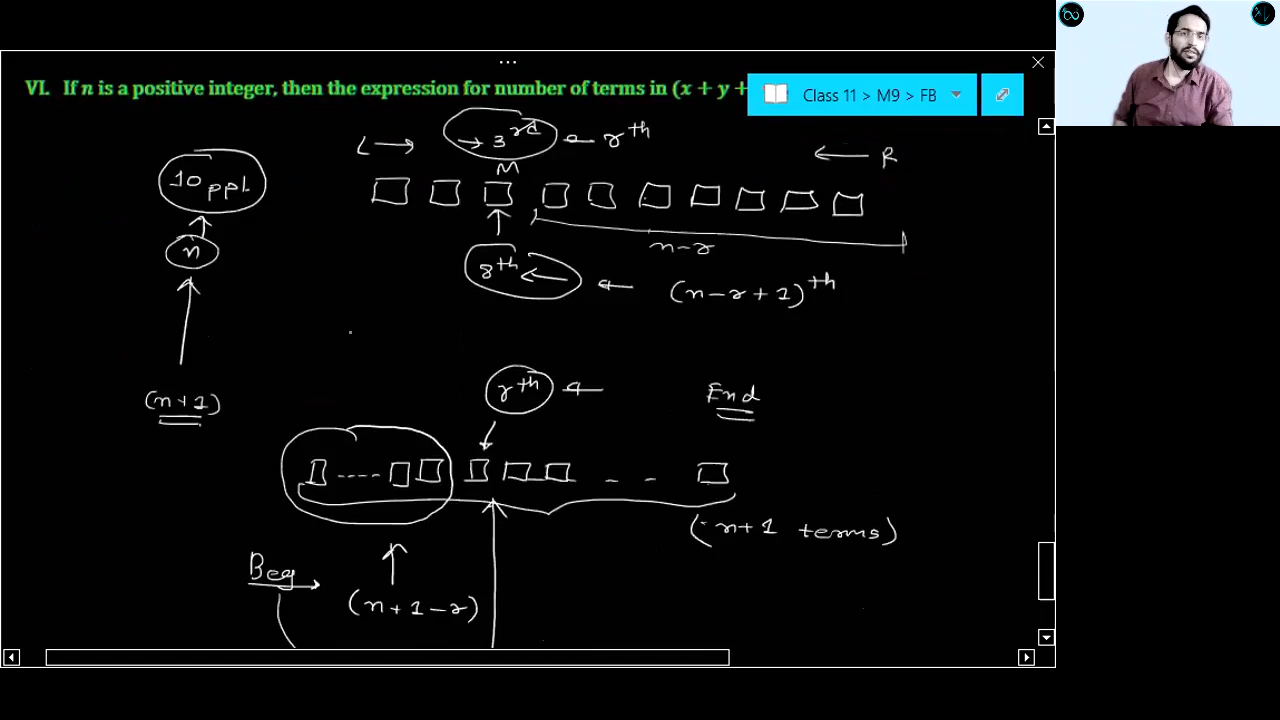 VI. If n is a positive integer, then the expression for number of terms in (x + y +
Class 11 > M9 > FB
L → → 3rd ← rth ← R
10 ppl
M
n
n-r
8th ← ← (n-r+1)th
(n+1)
rth ←
End
(n+1 terms)
Beg
(n+1-r)